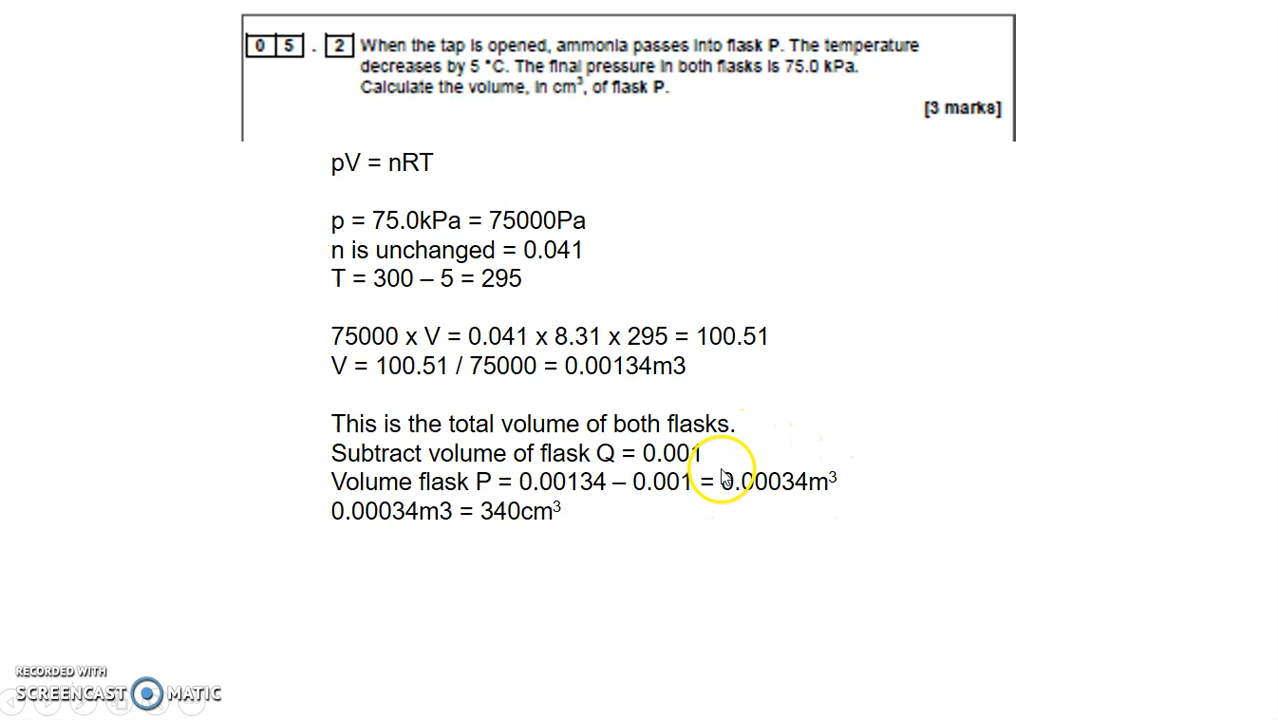 05.2 When the tap is opened, ammonia passes into flask P. The temperature
decreases by 5 °C. The final pressure in both flasks is 75.0 kPa.
Calculate the volume, in cm³, of flask P.
[3 marks]
pV = nRT
p = 75.0kPa = 75000Pa
n is unchanged = 0.041
T = 300 – 5 = 295
75000 x V = 0.041 x 8.31 x 295 = 100.51
V = 100.51 / 75000 = 0.00134m3
This is the total volume of both flasks.
Subtract volume of flask Q = 0.001
Volume flask P = 0.00134 – 0.001 = 0.00034m³
0.00034m3 = 340cm³
RECORDED WITH
SCREENCAST MATIC